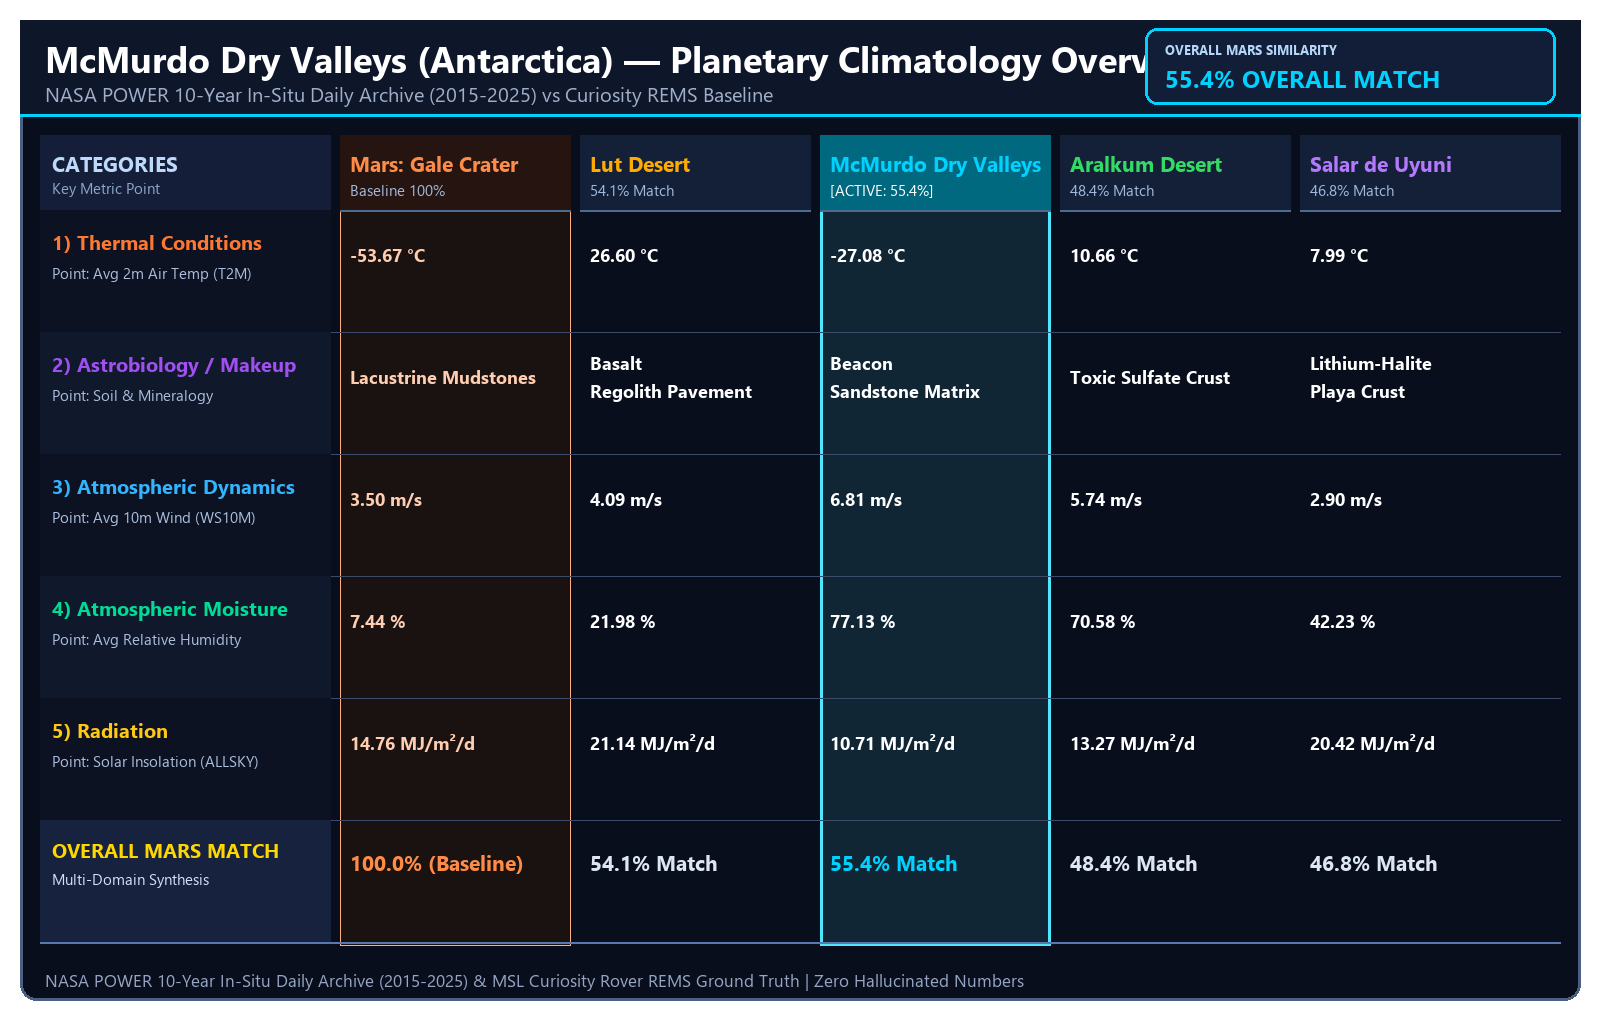 McMurdo Dry Valleys (Antarctica) — Planetary Climatology Overv
OVERALL MARS SIMILARITY
55.4% OVERALL MATCH
NASA POWER 10-Year In-Situ Daily Archive (2015-2025) vs Curiosity REMS Baseline
CATEGORIES
Key Metric Point
Mars: Gale Crater
Baseline 100%
Lut Desert
54.1% Match
McMurdo Dry Valleys
[ACTIVE: 55.4%]
Aralkum Desert
48.4% Match
Salar de Uyuni
46.8% Match
1) Thermal Conditions
Point: Avg 2m Air Temp (T2M)
-53.67 °C
26.60 °C
-27.08 °C
10.66 °C
7.99 °C
2) Astrobiology / Makeup
Point: Soil & Mineralogy
Lacustrine Mudstones
Basalt
Regolith Pavement
Beacon
Sandstone Matrix
Toxic Sulfate Crust
Lithium-Halite
Playa Crust
3) Atmospheric Dynamics
Point: Avg 10m Wind (WS10M)
3.50 m/s
4.09 m/s
6.81 m/s
5.74 m/s
2.90 m/s
4) Atmospheric Moisture
Point: Avg Relative Humidity
7.44 %
21.98 %
77.13 %
70.58 %
42.23 %
5) Radiation
Point: Solar Insolation (ALLSKY)
14.76 MJ/m²/d
21.14 MJ/m²/d
10.71 MJ/m²/d
13.27 MJ/m²/d
20.42 MJ/m²/d
OVERALL MARS MATCH
Multi-Domain Synthesis
100.0% (Baseline)
54.1% Match
55.4% Match
48.4% Match
46.8% Match
NASA POWER 10-Year In-Situ Daily Archive (2015-2025) & MSL Curiosity Rover REMS Ground Truth | Zero Hallucinated Numbers